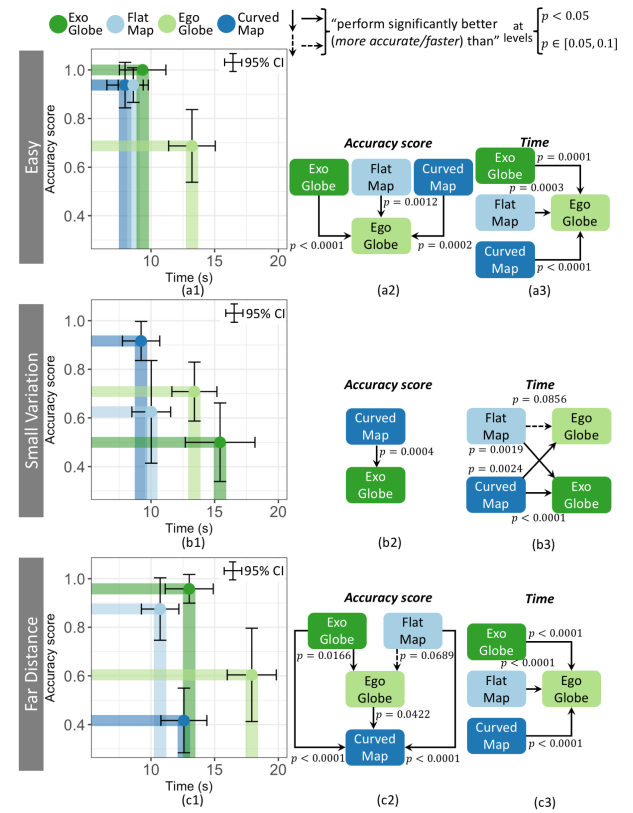 Exo
Globe
Flat
Map
Ego
Globe
Curved
Map
“perform significantly better
(more accurate/faster) than”
at
levels
p < 0.05
p ∈ [0.05, 0.1]
Easy
Accuracy score
1.0
0.8
0.6
0.4
95% CI
10 15 20
Time (s)
(a1)
Accuracy score
Exo
Globe
Flat
Map
Curved
Map
p = 0.0012
Ego
Globe
p < 0.0001
p = 0.0002
(a2)
Time
Exo
Globe
p = 0.0001
p = 0.0003
Flat
Map
Ego
Globe
Curved
Map
p < 0.0001
(a3)
Small Variation
Accuracy score
1.0
0.8
0.6
0.4
95% CI
10 15 20
Time (s)
(b1)
Accuracy score
Curved
Map
p = 0.0004
Exo
Globe
(b2)
Time
p = 0.0856
Flat
Map
Ego
Globe
p = 0.0019
p = 0.0024
Curved
Map
Exo
Globe
p < 0.0001
(b3)
Far Distance
Accuracy score
1.0
0.8
0.6
0.4
95% CI
10 15 20
Time (s)
(c1)
Accuracy score
Exo
Globe
Flat
Map
p = 0.0166
p = 0.0689
Ego
Globe
p = 0.0422
Curved
Map
p < 0.0001
p < 0.0001
(c2)
Time
Exo
Globe
p < 0.0001
p < 0.0001
Flat
Map
Ego
Globe
Curved
Map
p < 0.0001
(c3)